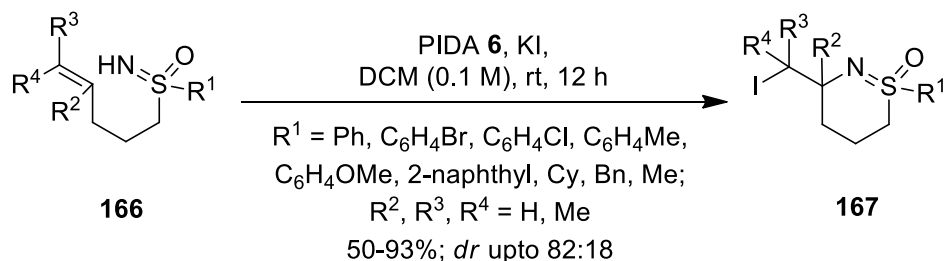 R³
R⁴
R²
HN
O
S
R¹
166
PIDA 6, KI,
DCM (0.1 M), rt, 12 h
R¹ = Ph, C₆H₄Br, C₆H₄Cl, C₆H₄Me,
C₆H₄OMe, 2-naphthyl, Cy, Bn, Me;
R², R³, R⁴ = H, Me
50-93%; dr upto 82:18
R³
R⁴
R²
I
N
O
S
R¹
167